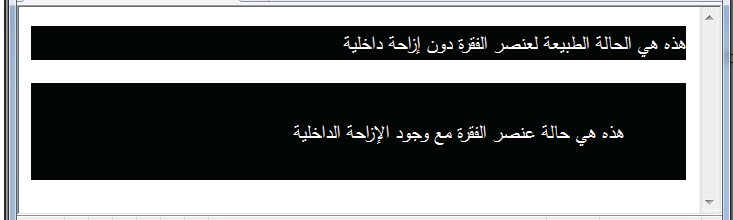 هذه هي الحالة الطبيعة لعنصر الفقرة دون إزاحة داخلية
هذه هي حالة عنصر الفقرة مع وجود الإزاحة الداخلية